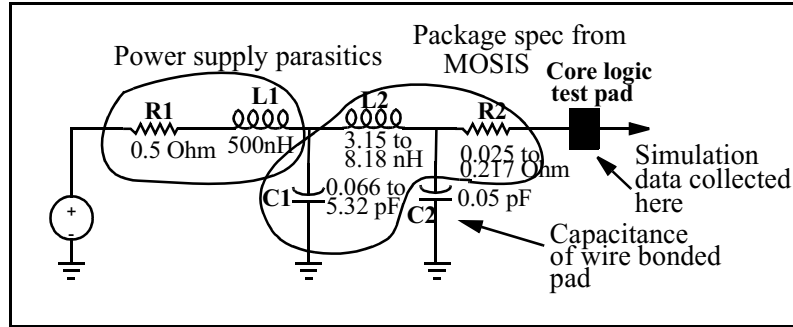 Power supply parasitics
Package spec from
MOSIS
Core logic
test pad
R1
L1
L2
R2
0.5 Ohm
500nH
3.15 to
8.18 nH
0.025 to
0.217 Ohm
Simulation
data collected
here
C1
0.066 to
5.32 pF
C2
0.05 pF
Capacitance
of wire bonded
pad
+
-